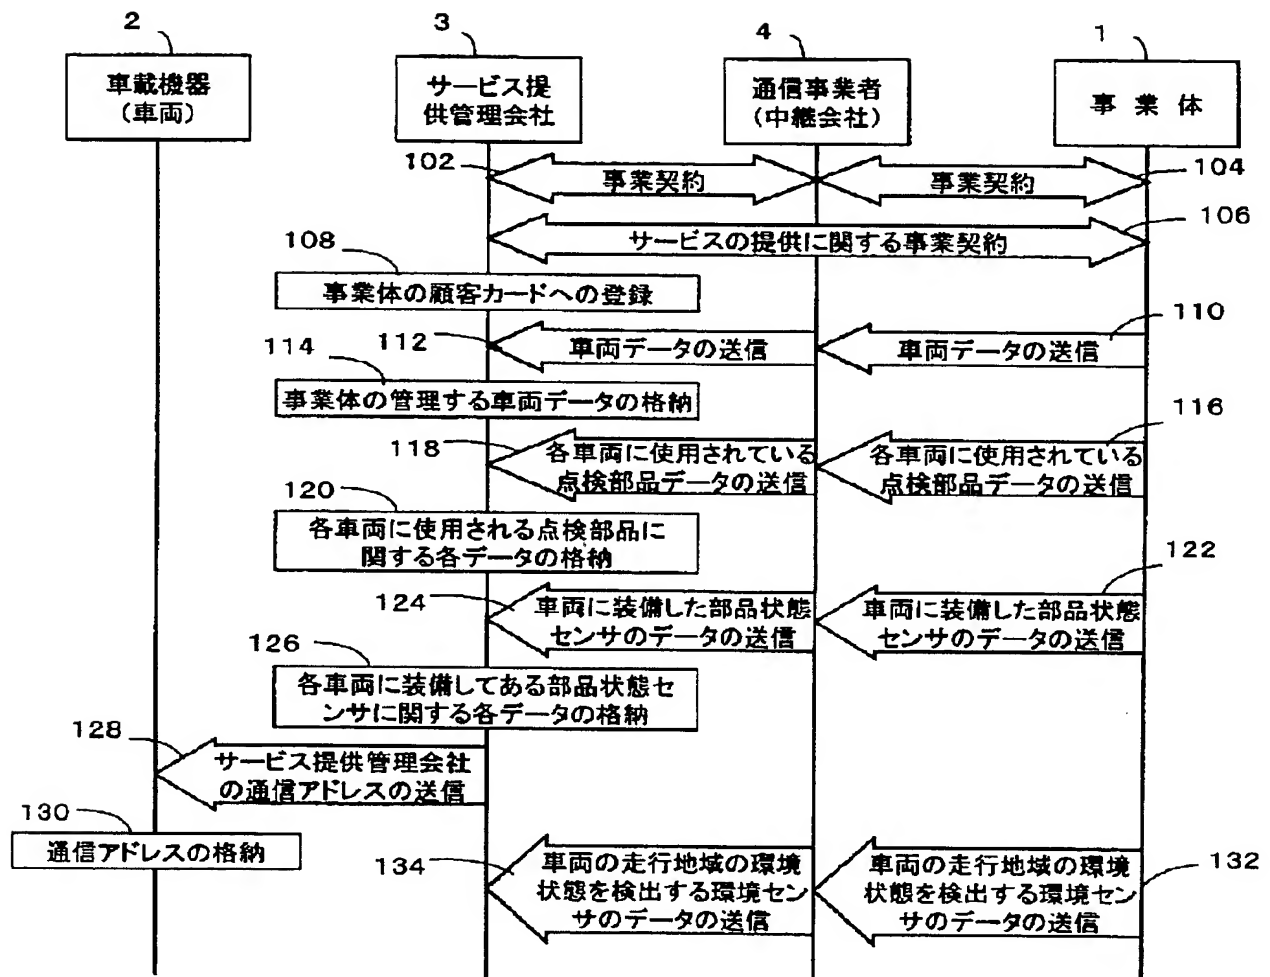 2
3
4
1
車載機器
(車両)
サービス提
供管理会社
通信事業者
(中継会社)
事業体
102
事業契約
事業契約
104
サービスの提供に関する事業契約
106
108
事業体の顧客カードへの登録
110
112
車両データの送信
車両データの送信
114
事業体の管理する車両データの格納
116
118
各車両に使用されている
点検部品データの送信
各車両に使用されている
点検部品データの送信
120
各車両に使用される点検部品に
関する各データの格納
122
124
車両に装備した部品状態
センサのデータの送信
車両に装備した部品状態
センサのデータの送信
126
各車両に装備してある部品状態セ
ンサに関する各データの格納
128
サービス提供管理会社
の通信アドレスの送信
130
通信アドレスの格納
134
車両の走行地域の環境
状態を検出する環境セン
サのデータの送信
車両の走行地域の環境
状態を検出する環境セン
サのデータの送信
132